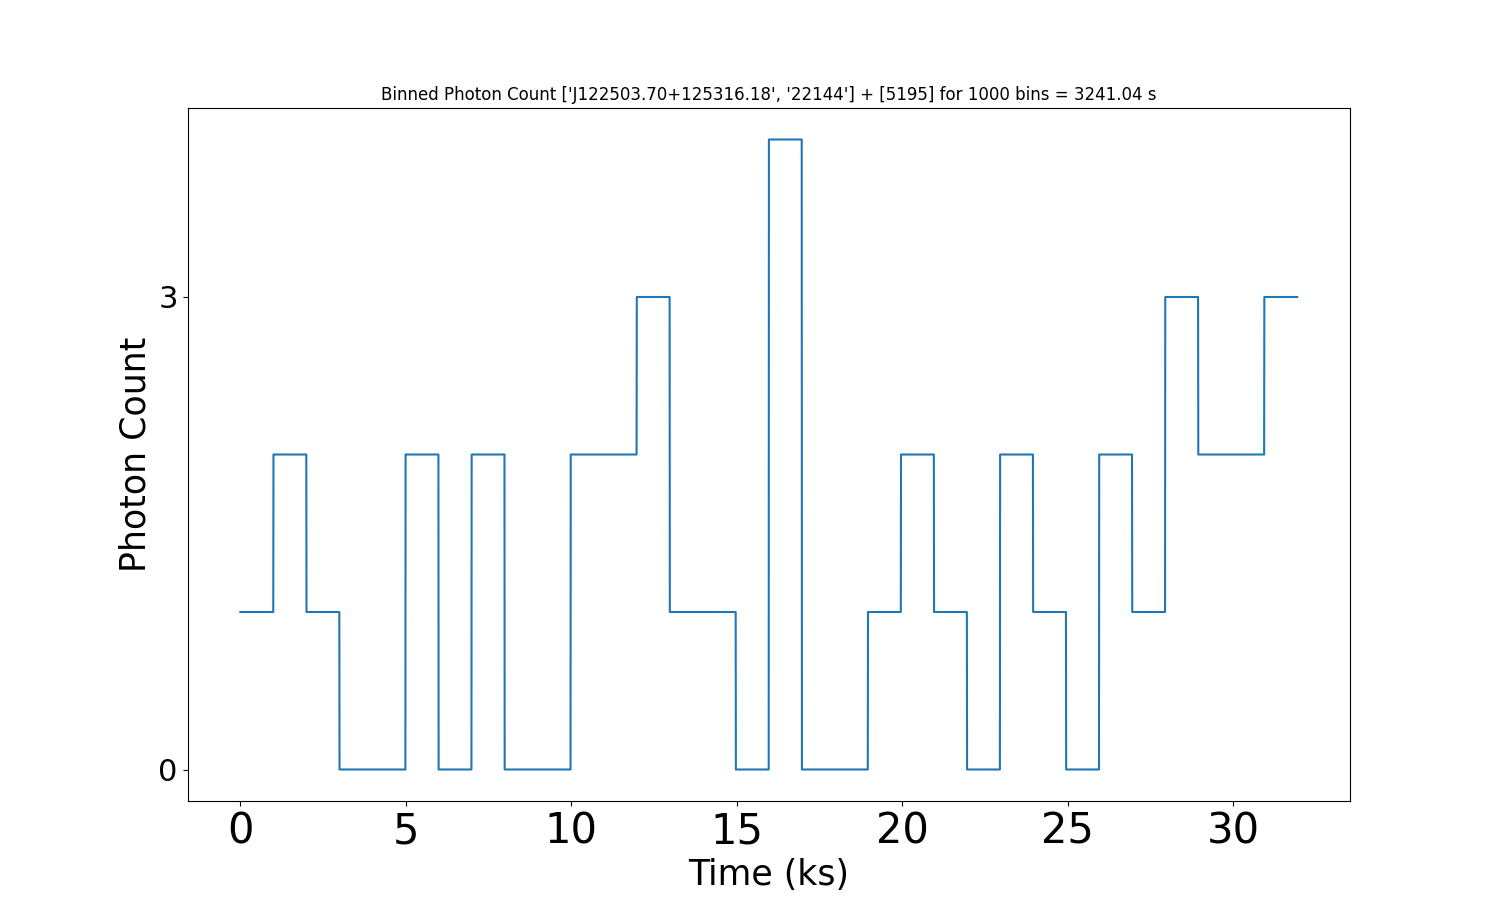 Binned Photon Count ['J122503.70+125316.18', '22144'] + [5195] for 1000 bins = 3241.04 s
Photon Count
3
0
0 5 10 15 20 25 30
Time (ks)